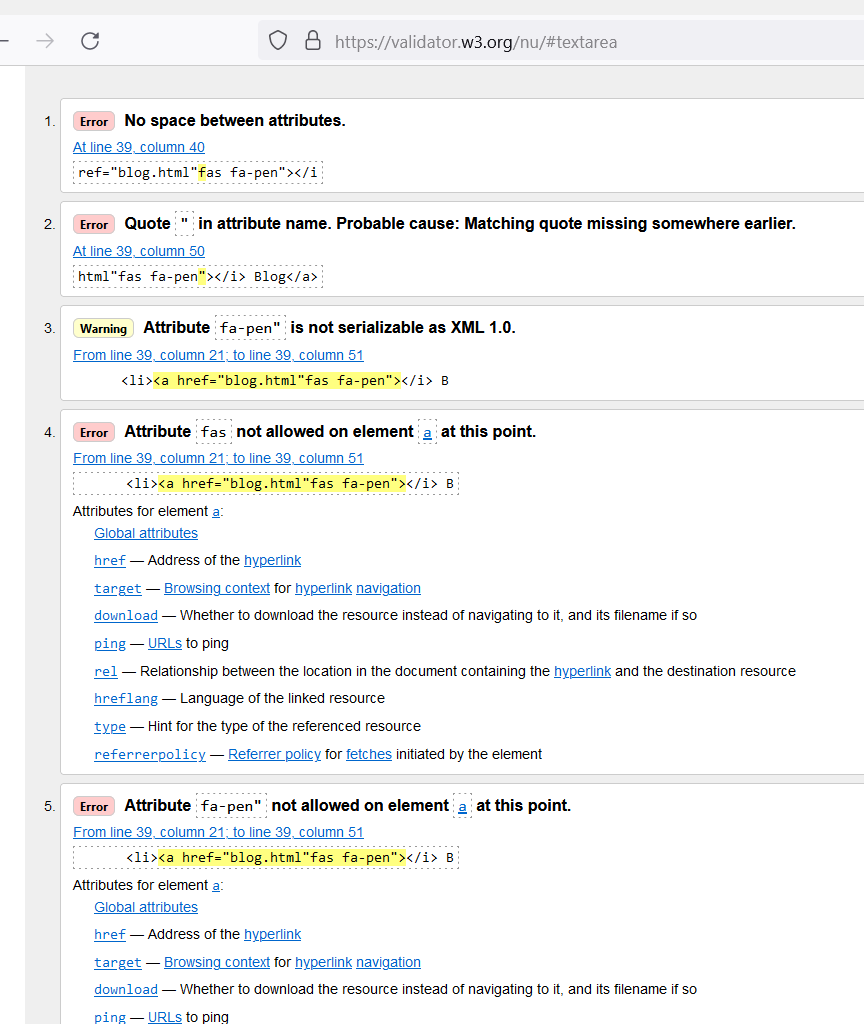 https://validator.w3.org/nu/#textarea
1. Error No space between attributes.
At line 39, column 40
ref="blog.html"fas fa-pen"></i
2. Error Quote " in attribute name. Probable cause: Matching quote missing somewhere earlier.
At line 39, column 50
html"fas fa-pen"></i> Blog</a>
3. Warning Attribute fa-pen" is not serializable as XML 1.0.
From line 39, column 21; to line 39, column 51
<li><a href="blog.html"fas fa-pen"></i> B
4. Error Attribute fas not allowed on element a at this point.
From line 39, column 21; to line 39, column 51
<li><a href="blog.html"fas fa-pen"></i> B
Attributes for element a:
Global attributes
href — Address of the hyperlink
target — Browsing context for hyperlink navigation
download — Whether to download the resource instead of navigating to it, and its filename if so
ping — URLs to ping
rel — Relationship between the location in the document containing the hyperlink and the destination resource
hreflang — Language of the linked resource
type — Hint for the type of the referenced resource
referrerpolicy — Referrer policy for fetches initiated by the element
5. Error Attribute fa-pen" not allowed on element a at this point.
From line 39, column 21; to line 39, column 51
<li><a href="blog.html"fas fa-pen"></i> B
Attributes for element a:
Global attributes
href — Address of the hyperlink
target — Browsing context for hyperlink navigation
download — Whether to download the resource instead of navigating to it, and its filename if so
ping — URLs to ping